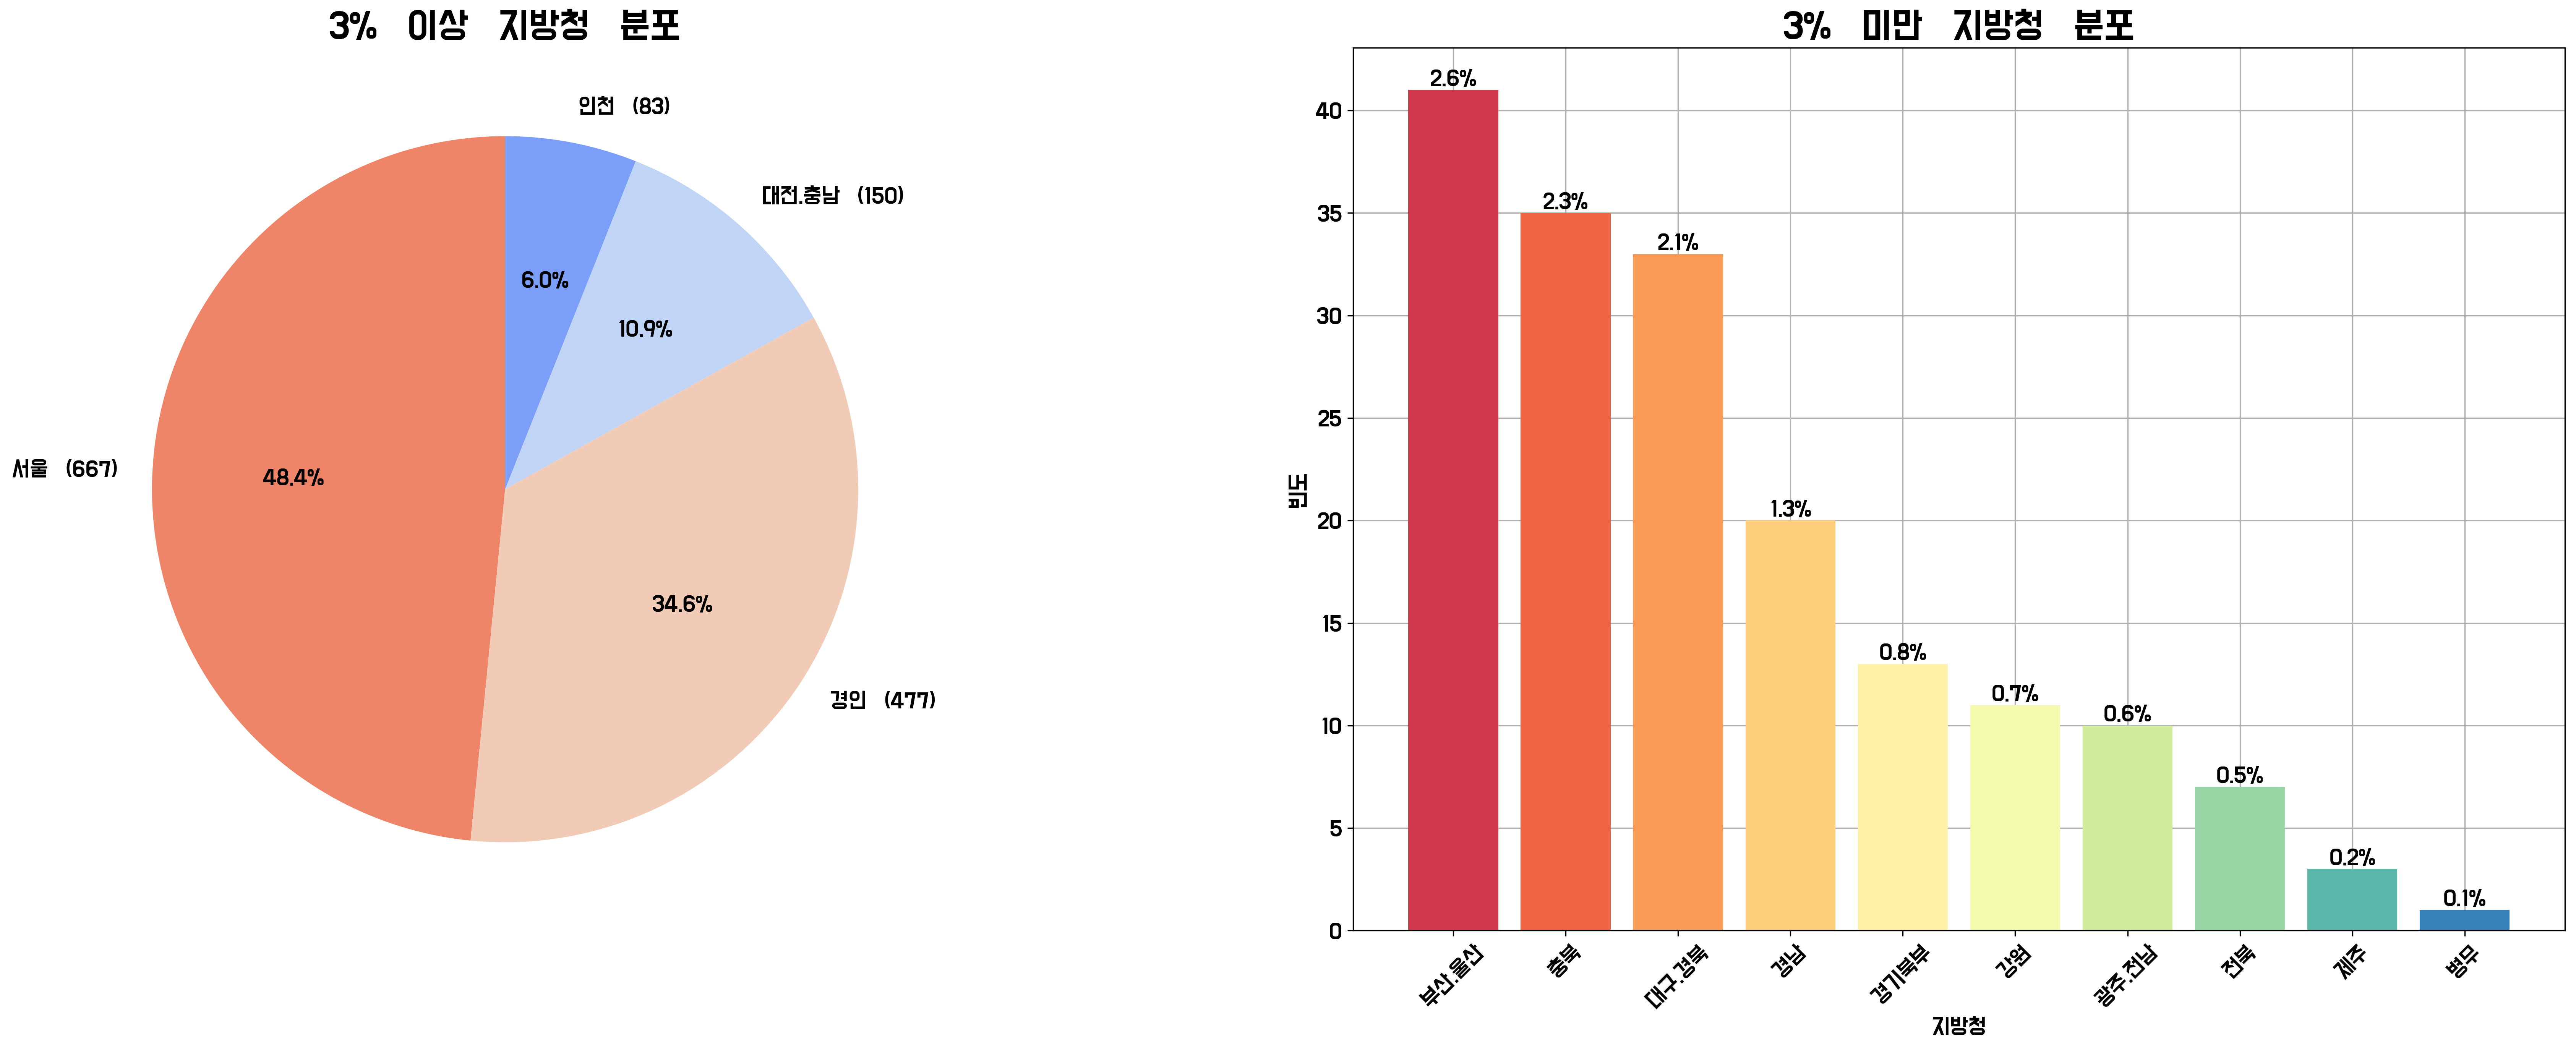 3% 이상 지방청 분포
인천 (83)
대전.충남 (150)
6.0%
10.9%
서울 (667)
48.4%
34.6%
경인 (477)
3% 미만 지방청 분포
2.6%
2.3%
2.1%
1.3%
0.8%
0.7%
0.6%
0.5%
0.2%
0.1%
40
35
30
25
20
15
10
5
0
빈도
부산.울산
충북
대구.경북
경남
경기북부
강원
광주.전남
전북
제주
병무
지방청